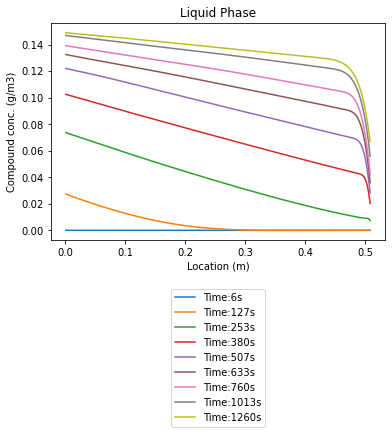 Liquid Phase
Compound conc. (g/m3)
0.14
0.12
0.10
0.08
0.06
0.04
0.02
0.00
0.0 0.1 0.2 0.3 0.4 0.5
Location (m)
Time:6s
Time:127s
Time:253s
Time:380s
Time:507s
Time:633s
Time:760s
Time:1013s
Time:1260s